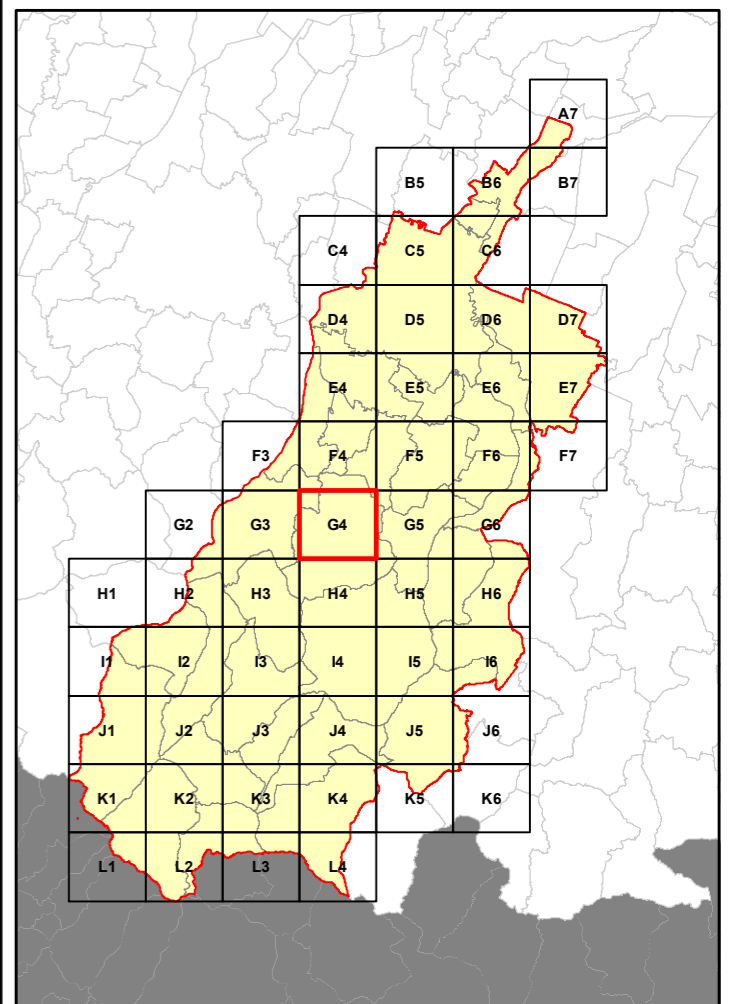 A7
B5 B6 B7
C4 C5 C6
D4 D5 D6 D7
E4 E5 E6 E7
F3 F4 F5 F6 F7
G2 G3 G4 G5 G6
H1 H2 H3 H4 H5 H6
I1 I2 I3 I4 I5 I6
J1 J2 J3 J4 J5 J6
K1 K2 K3 K4 K5 K6
L1 L2 L3 L4